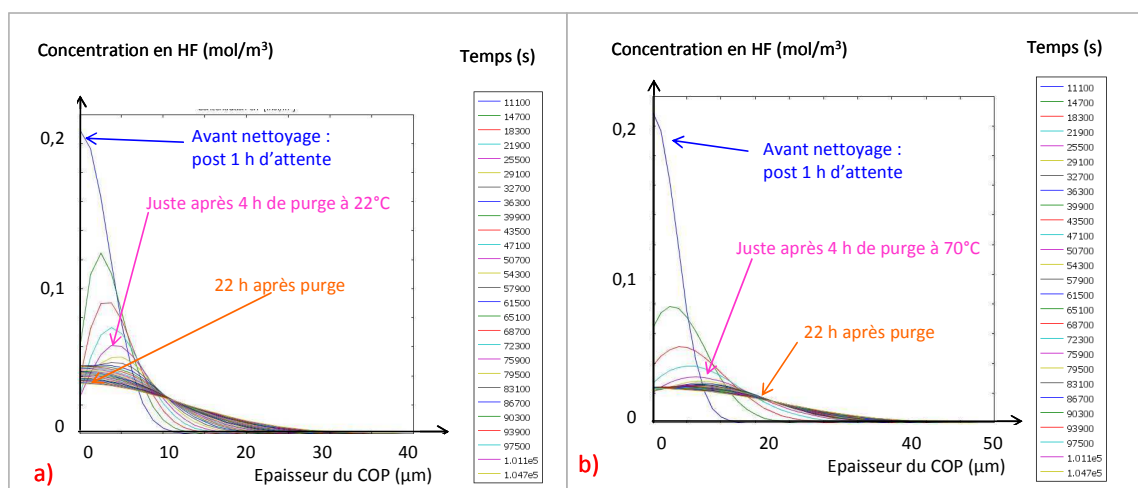 Concentration en HF (mol/m³)
Temps (s)
0,2
0,1
0
Avant nettoyage :
post 1 h d'attente
Juste après 4 h de purge à 22°C
22 h après purge
0 10 20 30 40
Epaisseur du COP (µm)
a)
11100
14700
18300
21900
25500
29100
32700
36300
39900
43500
47100
50700
54300
57900
61500
65100
68700
72300
75900
79500
83100
86700
90300
93900
97500
1.011e5
1.047e5
Concentration en HF (mol/m³)
Temps (s)
0,2
0,1
0
Avant nettoyage :
post 1 h d'attente
Juste après 4 h de purge à 70°C
22 h après purge
0 20 40 50
Epaisseur du COP (µm)
b)
11100
14700
18300
21900
25500
29100
32700
36300
39900
43500
47100
50700
54300
57900
61500
65100
68700
72300
75900
79500
83100
86700
90300
93900
97500
1.011e5
1.047e5